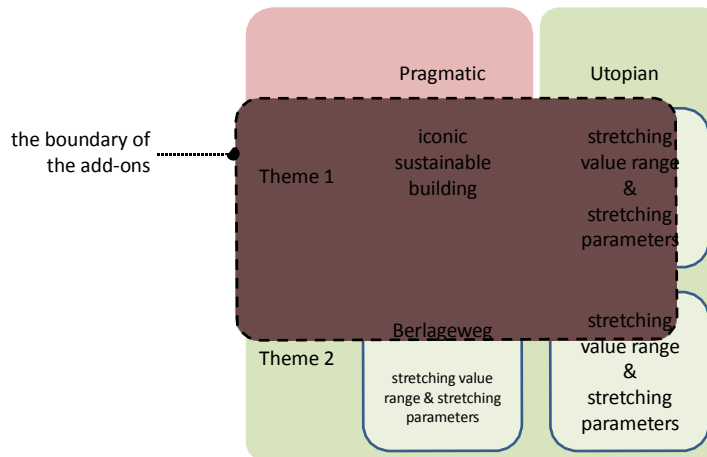 Pragmatic
Utopian
the boundary of
the add-ons
Theme 1
iconic
sustainable
building
stretching
value range
&
stretching
parameters
Theme 2
Berlageweg
stretching value
range & stretching
parameters
stretching
value range
&
stretching
parameters